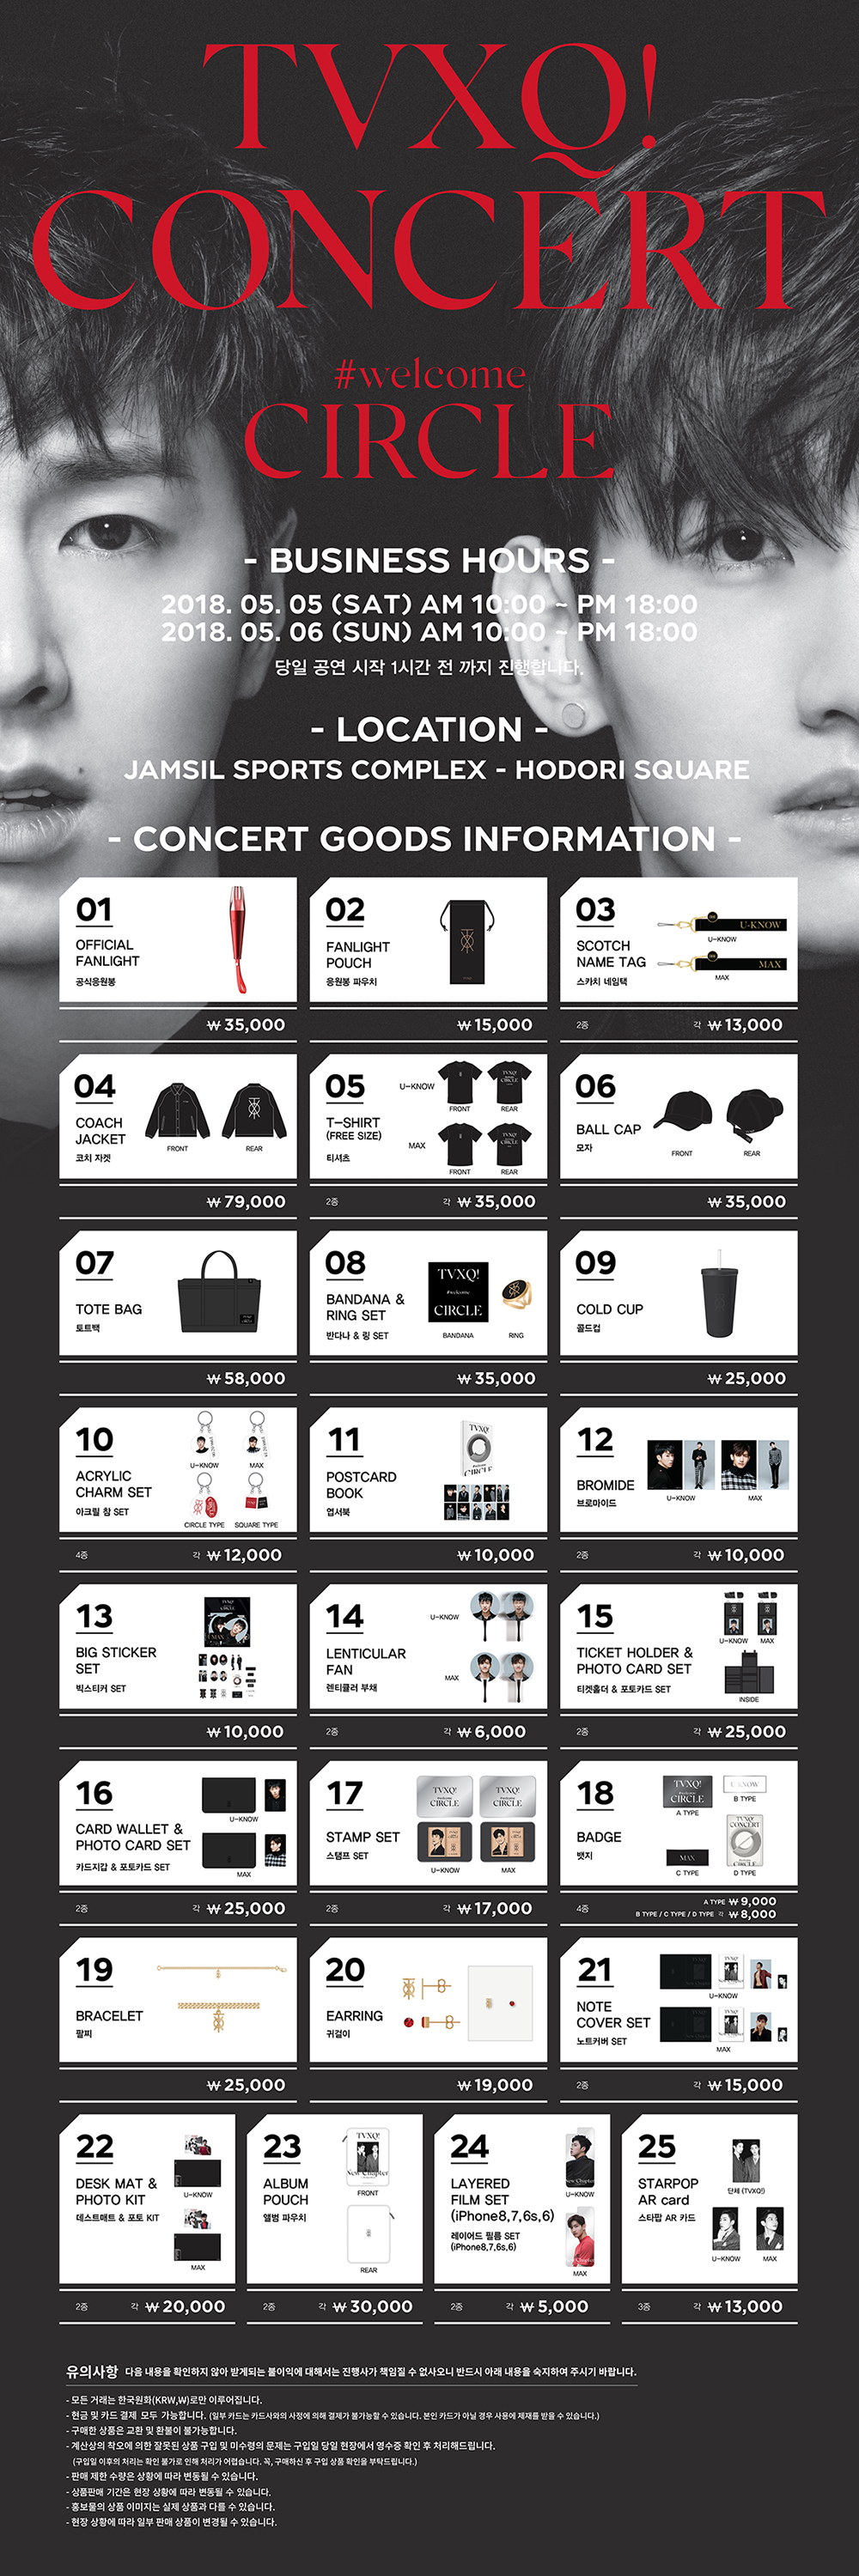 TVXQ!
CONCERT
#welcome
CIRCLE
- BUSINESS HOURS -
2018. 05. 05 (SAT) AM 10:00 ~ PM 18:00
2018. 05. 06 (SUN) AM 10:00 ~ PM 18:00
당일 공연 시작 1시간 전 까지 진행합니다.
- LOCATION -
JAMSIL SPORTS COMPLEX - HODORI SQUARE
- CONCERT GOODS INFORMATION -
01
OFFICIAL
FANLIGHT
공식응원봉
₩ 35,000
02
FANLIGHT
POUCH
응원봉 파우치
₩ 15,000
03
SCOTCH
NAME TAG
스카치 네임택
U-KNOW
U-KNOW
MAX
MAX
2종 각 ₩ 13,000
04
COACH
JACKET
코치 자켓
FRONT REAR
₩ 79,000
05
T-SHIRT
(FREE SIZE)
티셔츠
U-KNOW
FRONT REAR
MAX
FRONT REAR
2종 각 ₩ 35,000
06
BALL CAP
모자
FRONT REAR
₩ 35,000
07
TOTE BAG
토트백
₩ 58,000
08
BANDANA &
RING SET
반다나 & 링 SET
TVXQ!
#welcome
CIRCLE
BANDANA RING
₩ 35,000
09
COLD CUP
콜드컵
₩ 25,000
10
ACRYLIC
CHARM SET
아크릴 참 SET
U-KNOW MAX
CIRCLE TYPE SQUARE TYPE
4종 각 ₩ 12,000
11
POSTCARD
BOOK
엽서북
TVXQ!
CIRCLE
₩ 10,000
12
BROMIDE
브로마이드
U-KNOW MAX
2종 각 ₩ 10,000
13
BIG STICKER
SET
빅스티커 SET
₩ 10,000
14
LENTICULAR
FAN
렌티큘러 부채
U-KNOW
MAX
2종 각 ₩ 6,000
15
TICKET HOLDER &
PHOTO CARD SET
티켓홀더 & 포토카드 SET
U-KNOW MAX
INSIDE
2종 각 ₩ 25,000
16
CARD WALLET &
PHOTO CARD SET
카드지갑 & 포토카드 SET
U-KNOW
MAX
2종 각 ₩ 25,000
17
STAMP SET
스탬프 SET
TVXQ! TVXQ!
CIRCLE CIRCLE
U-KNOW MAX
2종 각 ₩ 17,000
18
BADGE
뱃지
TVXQ!
CIRCLE
A TYPE
U-KNOW
B TYPE
MAX
C TYPE
TVXQ!
CONCERT
CIRCLE
D TYPE
4종
A TYPE ₩ 9,000
B TYPE / C TYPE / D TYPE 각 ₩ 8,000
19
BRACELET
팔찌
₩ 25,000
20
EARRING
귀걸이
₩ 19,000
21
NOTE
COVER SET
노트커버 SET
U-KNOW
MAX
2종 각 ₩ 15,000
22
DESK MAT &
PHOTO KIT
데스트매트 & 포토 KIT
U-KNOW
MAX
2종 각 ₩ 20,000
23
ALBUM
POUCH
앨범 파우치
TVXQ!
New Chapter
FRONT
REAR
2종 각 ₩ 30,000
24
LAYERED
FILM SET
(iPhone8,7,6s,6)
레이어드 필름 SET
(iPhone8,7,6s,6)
New Chapter
U-KNOW
New Chapter
MAX
2종 각 ₩ 5,000
25
STARPOP
AR card
스타팝 AR 카드
단체 (TVXQ!)
U-KNOW MAX
3종 각 ₩ 13,000
유의사항 다음 내용을 확인하지 않아 받게되는 불이익에 대해서는 진행사가 책임질 수 없사오니 반드시 아래 내용을 숙지하여 주시기 바랍니다.
- 모든 거래는 한국원화(KRW,₩)로만 이루어집니다.
- 현금 및 카드 결제 모두 가능합니다. (일부 카드는 카드사와의 사정에 의해 결제가 불가능할 수 있습니다. 본인 카드가 아닐 경우 사용에 제재를 받을 수 있습니다.)
- 구매한 상품은 교환 및 환불이 불가능합니다.
- 계산상의 착오에 의한 잘못된 상품 구입 및 미수령의 문제는 구입일 당일 현장에서 영수증 확인 후 처리해드립니다.
(구입일 이후의 처리는 확인 불가로 인해 처리가 어렵습니다. 꼭, 구매하신 후 구입 상품 확인을 부탁드립니다.)
- 판매 제한 수량은 상황에 따라 변동될 수 있습니다.
- 상품판매 기간은 현장 상황에 따라 변동될 수 있습니다.
- 홍보물의 상품 이미지는 실제 상품과 다를 수 있습니다.
- 현장 상황에 따라 일부 판매 상품이 변경될 수 있습니다.